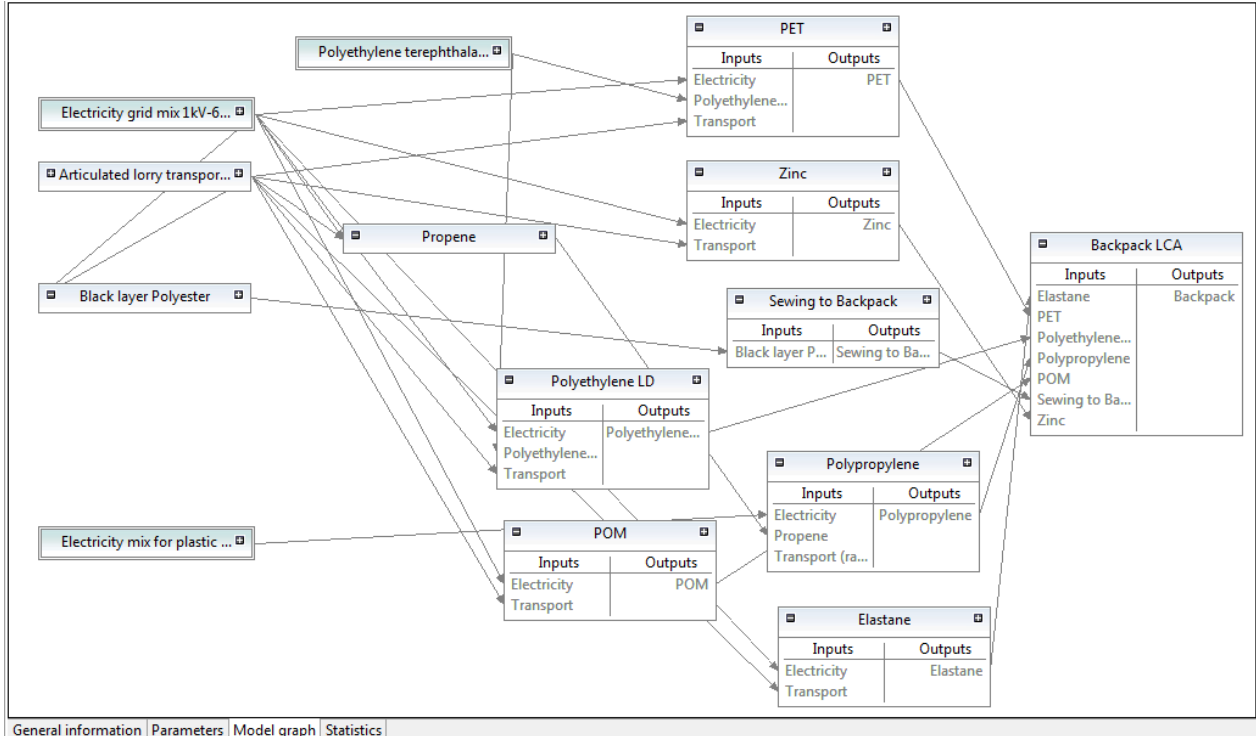 Polyethylene terephthala...
Electricity grid mix 1kV-6...
Articulated lorry transpor...
Propene
Black layer Polyester
Electricity mix for plastic ...
PET
Inputs Outputs
Electricity PET
Polyethylene...
Transport
Zinc
Inputs Outputs
Electricity Zinc
Transport
Sewing to Backpack
Inputs Outputs
Black layer P... Sewing to Ba...
Polyethylene LD
Inputs Outputs
Electricity Polyethylene...
Polyethylene...
Transport
POM
Inputs Outputs
Electricity POM
Transport
Polypropylene
Inputs Outputs
Electricity Polypropylene
Propene
Transport (ra...
Elastane
Inputs Outputs
Electricity Elastane
Transport
Backpack LCA
Inputs Outputs
Elastane Backpack
PET
Polyethylene...
Polypropylene
POM
Sewing to Ba...
Zinc
General information Parameters Model graph Statistics